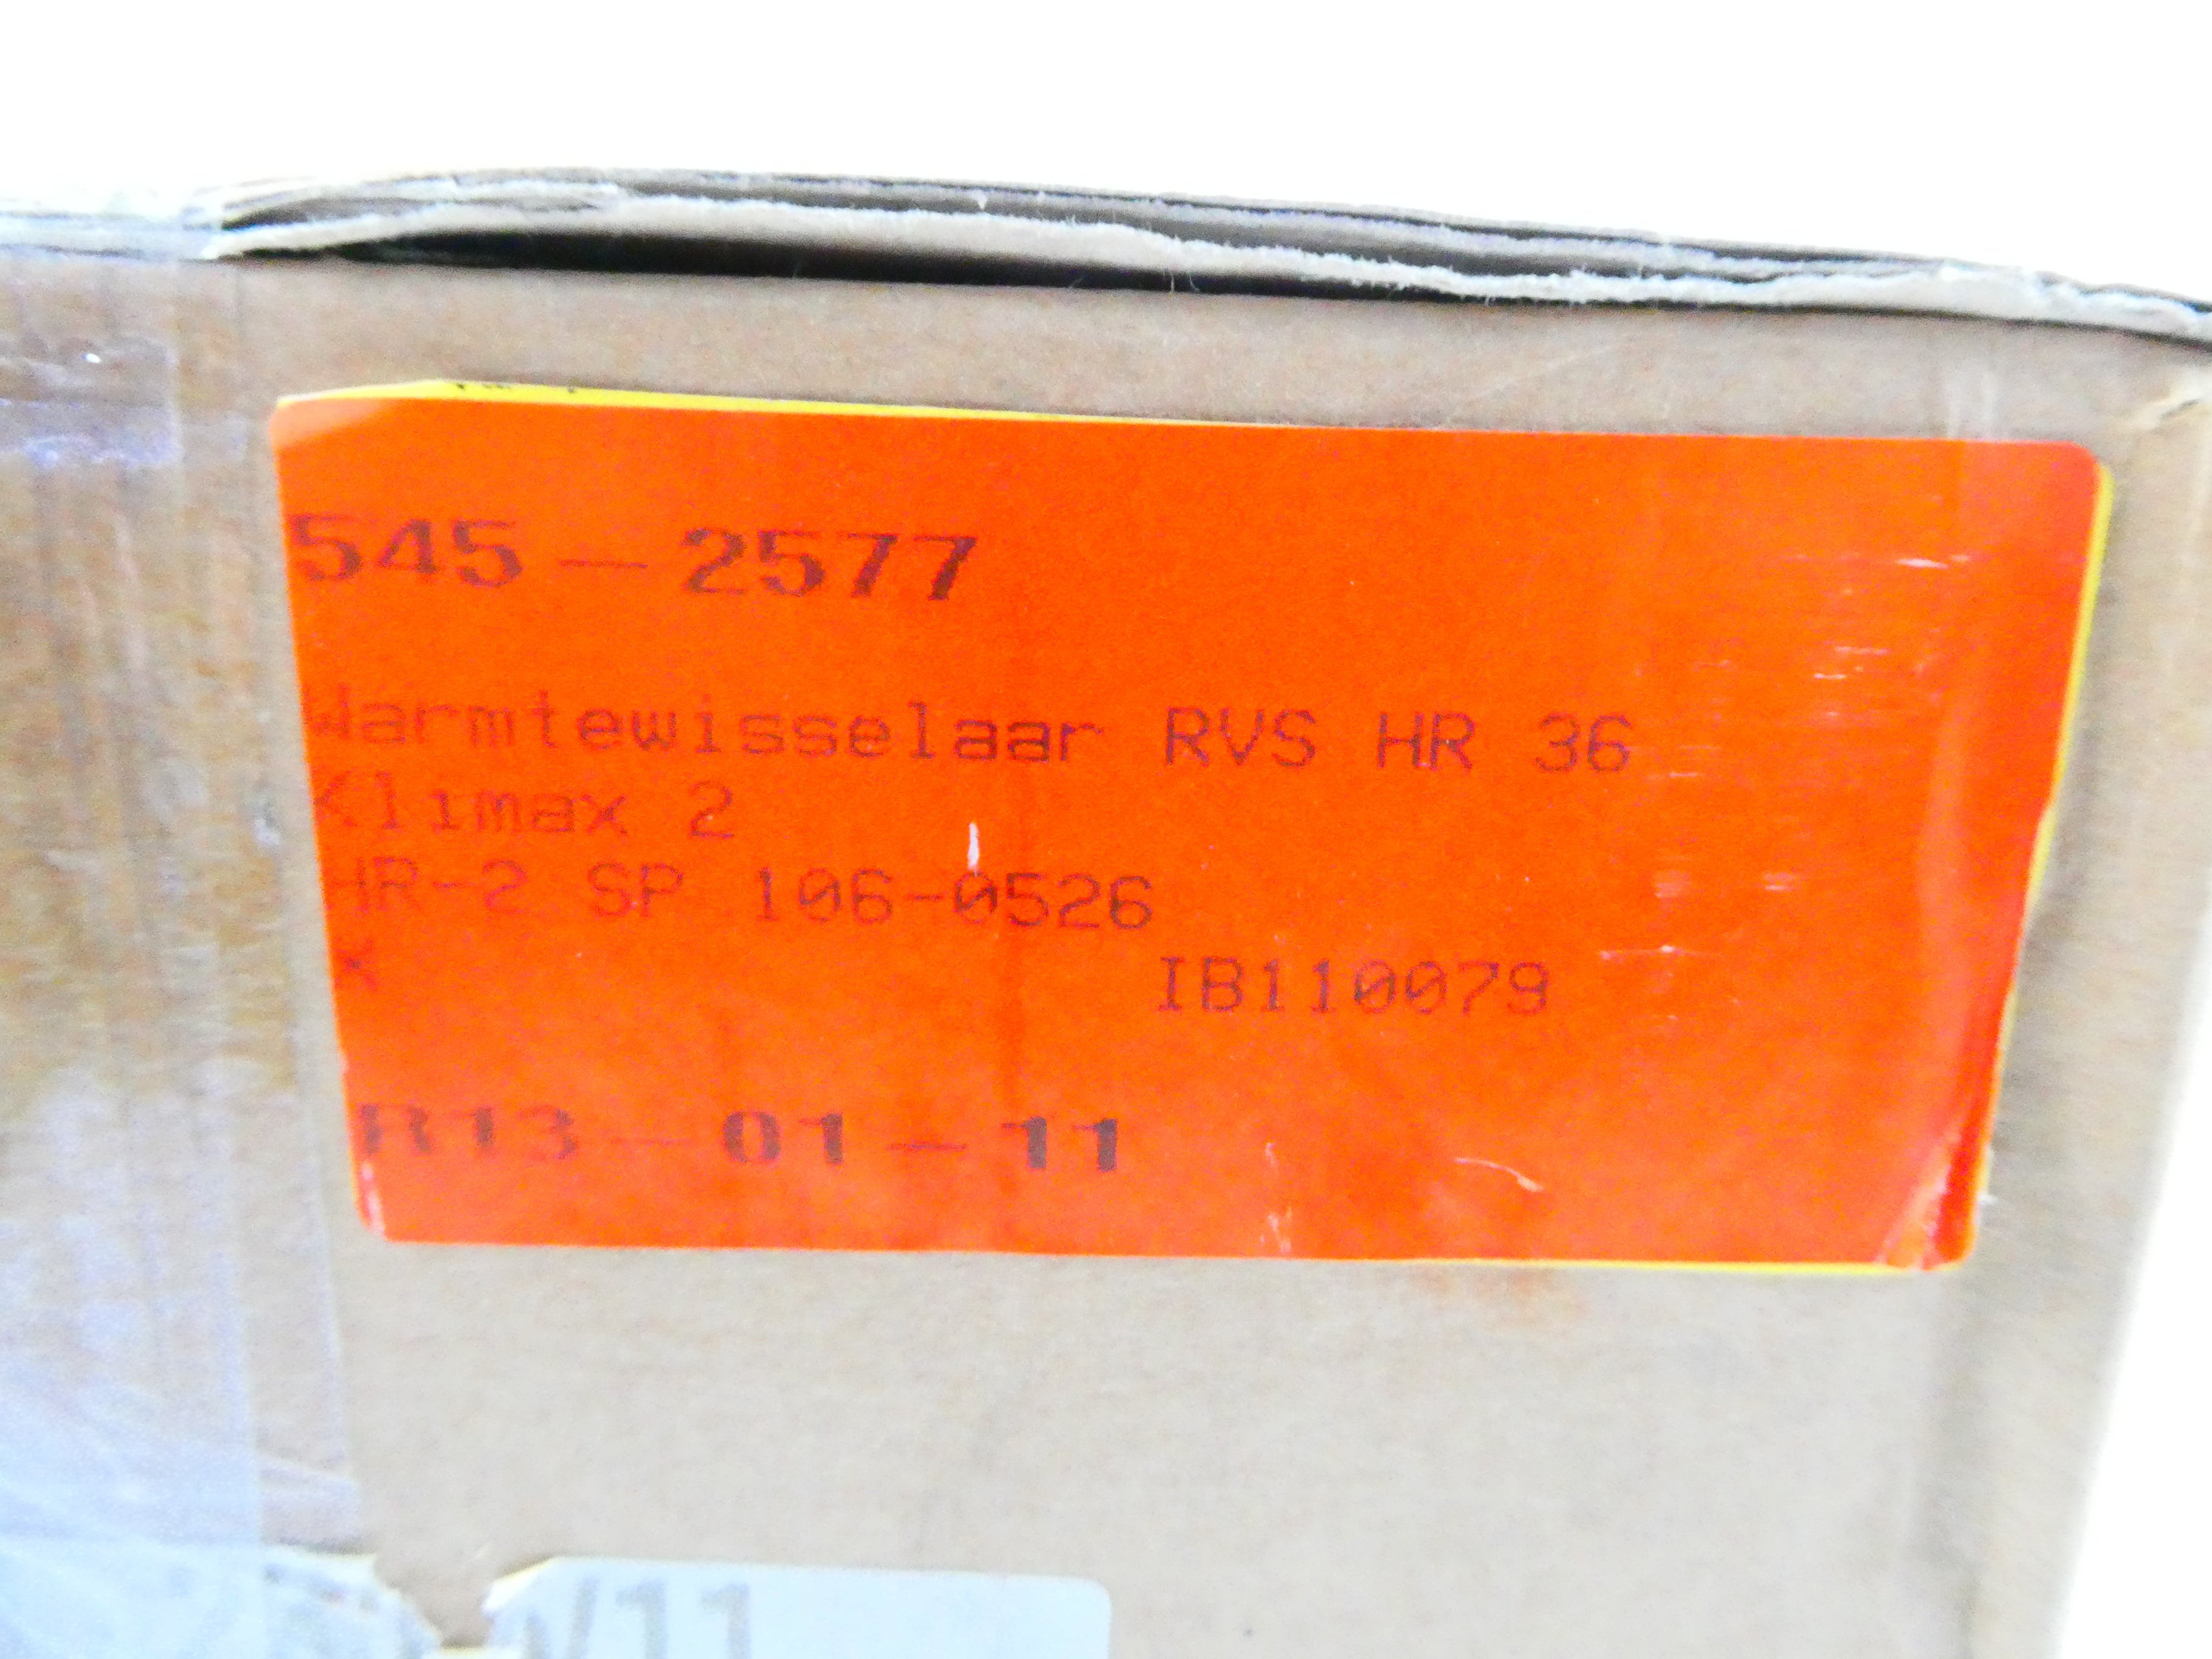 545-2577
Warmtewisselaar RVS HR 36
Klimax 2
HR-2 SP 106-0526
* IB110079
R13-01-11